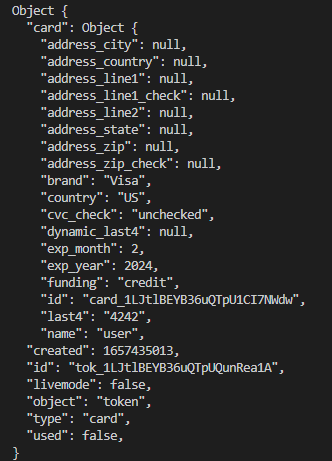 Object {
  "card": Object {
    "address_city": null,
    "address_country": null,
    "address_line1": null,
    "address_line1_check": null,
    "address_line2": null,
    "address_state": null,
    "address_zip": null,
    "address_zip_check": null,
    "brand": "Visa",
    "country": "US",
    "cvc_check": "unchecked",
    "dynamic_last4": null,
    "exp_month": 2,
    "exp_year": 2024,
    "funding": "credit",
    "id": "card_1LJtlBEYB36uQTpU1CI7NWdw",
    "last4": "4242",
    "name": "user",
  "created": 1657435013,
  "id": "tok_1LJtlBEYB36uQTpUQunRea1A",
  "livemode": false,
  "object": "token",
  "type": "card",
  "used": false,
}